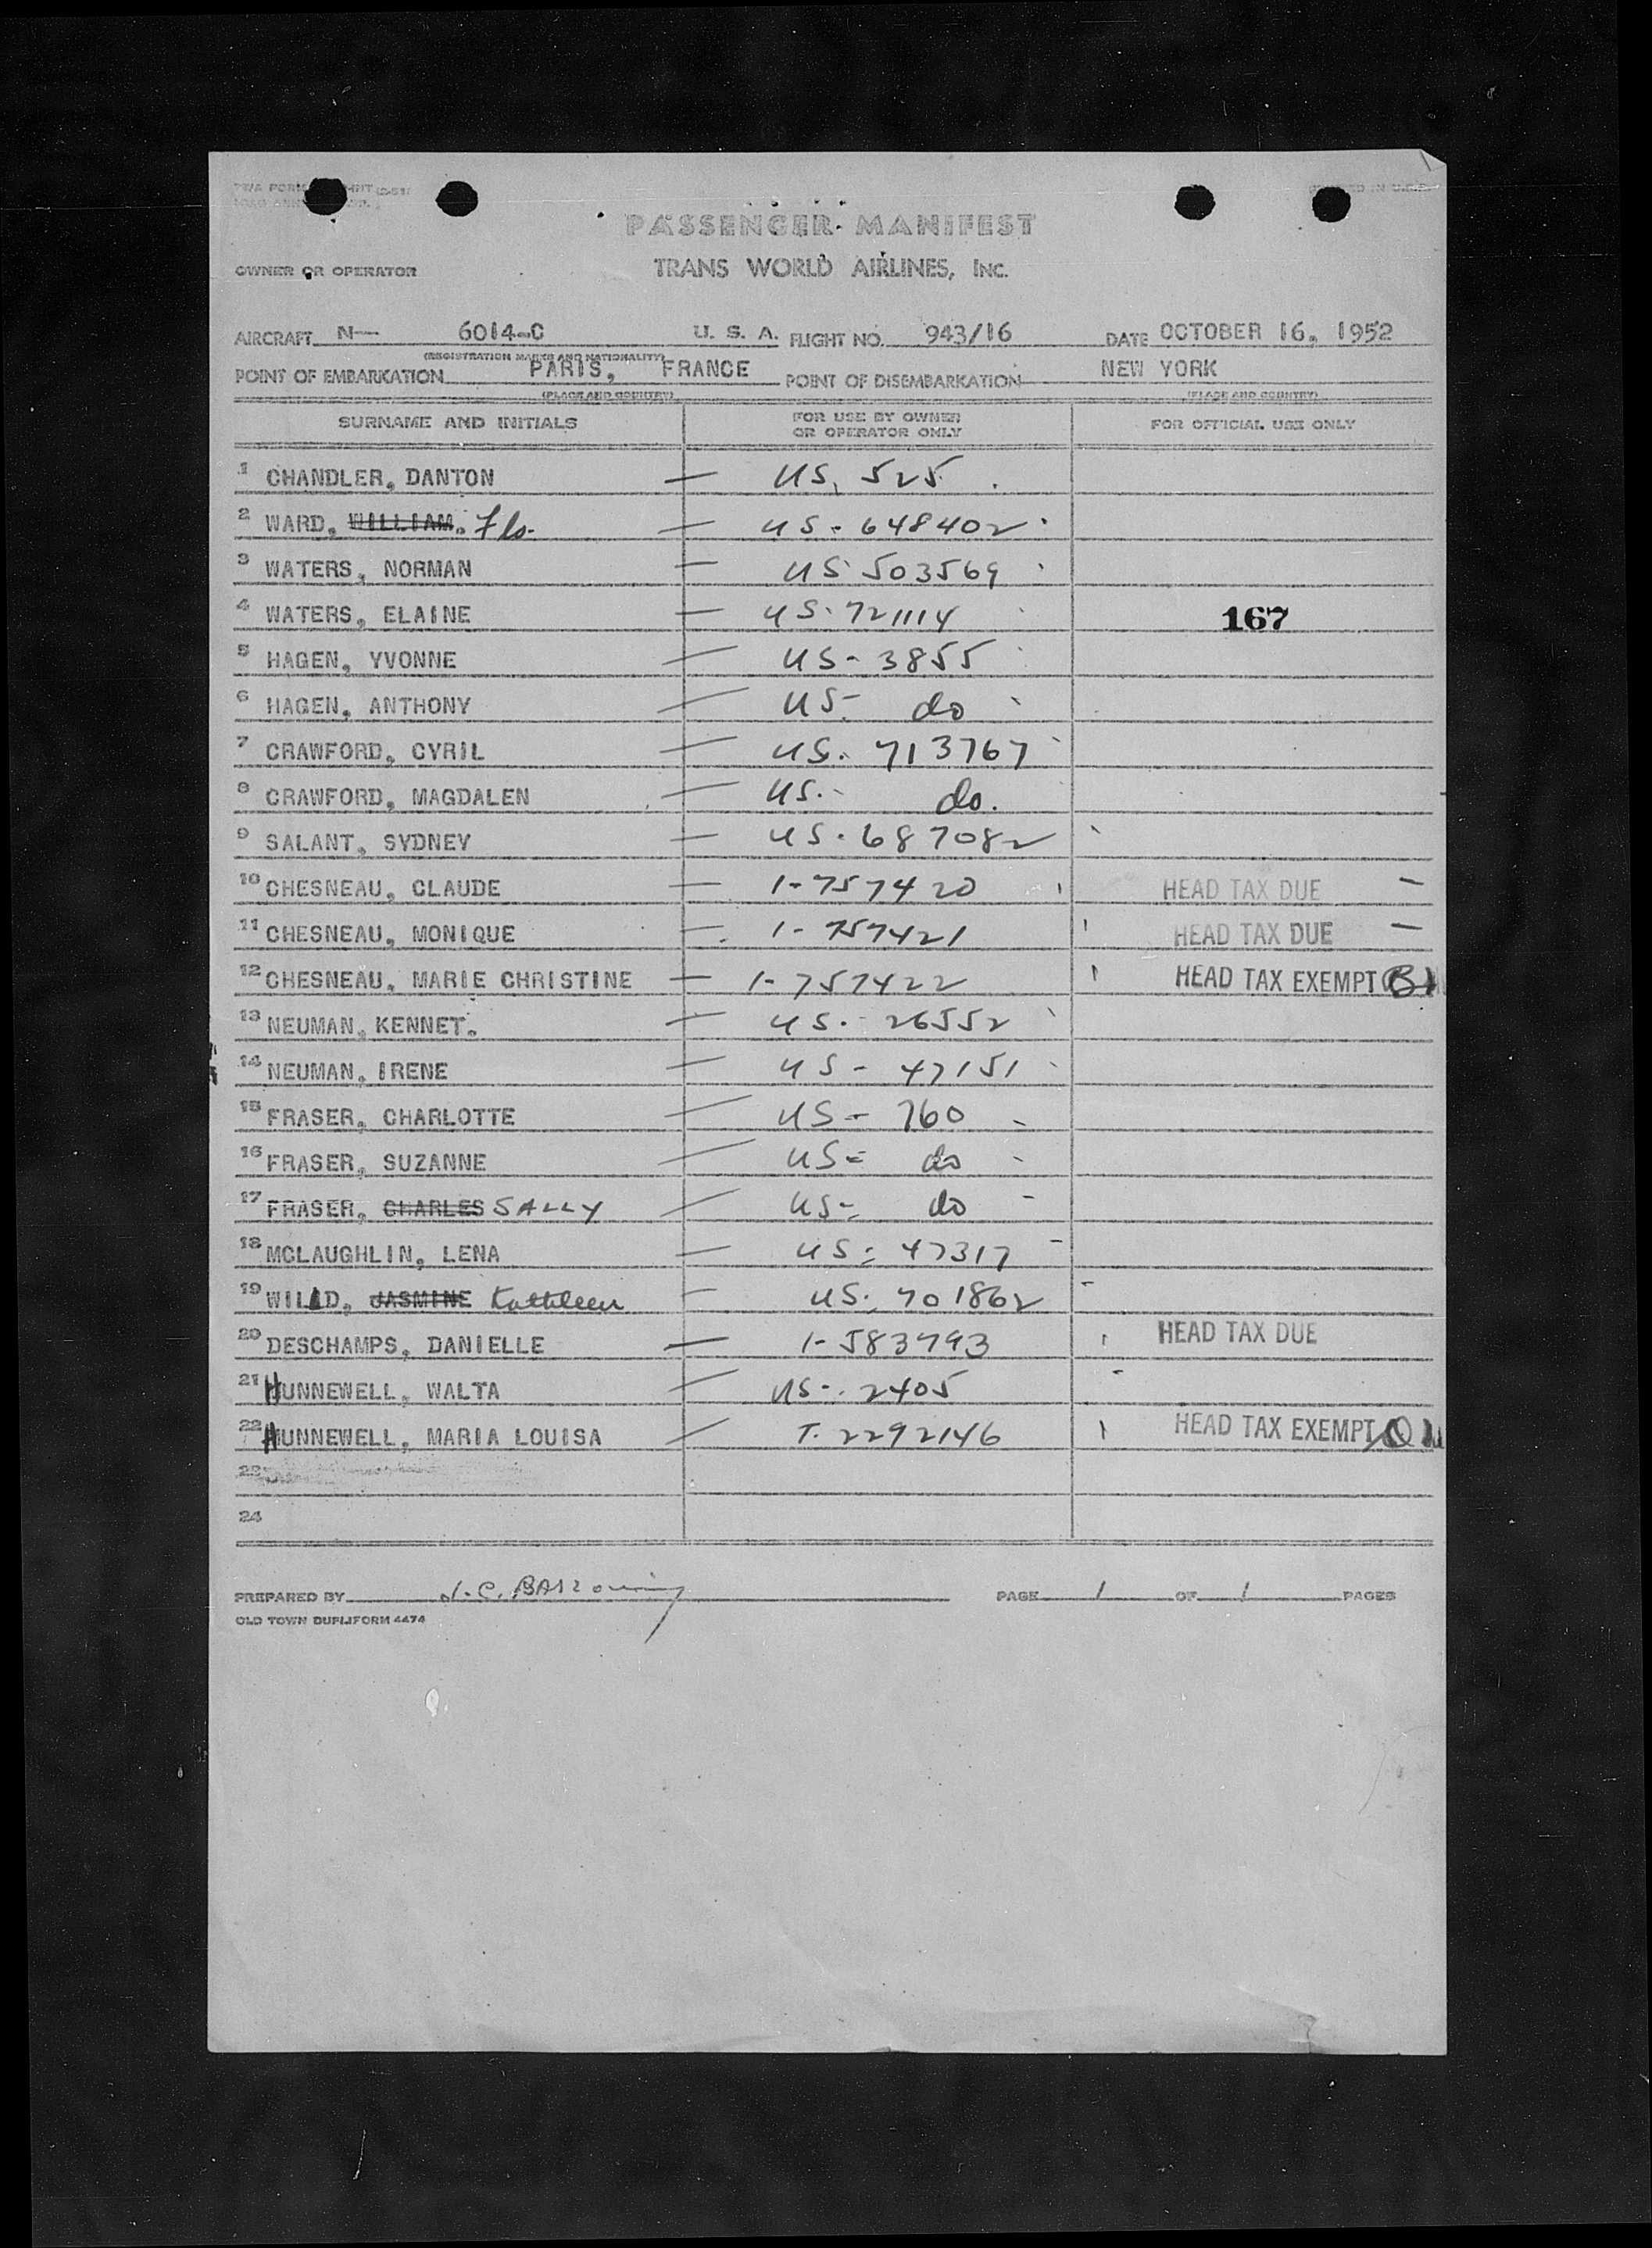 PASSENGER MANIFEST
OWNER OR OPERATOR TRANS WORLD AIRLINES, INC.
AIRCRAFT N— 6014-C U. S. A. FLIGHT NO. 943/16 DATE OCTOBER 16, 1952
(REGISTRATION MARKS AND NATIONALITY)
POINT OF EMBARKATION PARIS, FRANCE POINT OF DISEMBARKATION NEW YORK
(PLACE AND COUNTRY) (PLACE AND COUNTRY)
SURNAME AND INITIALS FOR USE BY OWNER OR OPERATOR ONLY FOR OFFICIAL USE ONLY
1 CHANDLER, DANTON — US, 525
2 WARD, WILLIAM. Flo. — US - 648402
3 WATERS, NORMAN — US 503569
4 WATERS, ELAINE — US. 721114 167
5 HAGEN, YVONNE — US - 3855
6 HAGEN, ANTHONY — US - do
7 CRAWFORD, CYRIL — US. 713767
8 CRAWFORD, MAGDALEN — US. - do.
9 SALANT, SYDNEY — US. 687082
10 CHESNEAU, CLAUDE — 1-757420 HEAD TAX DUE —
11 CHESNEAU, MONIQUE — 1-757421 HEAD TAX DUE —
12 CHESNEAU, MARIE CHRISTINE — 1-757422 HEAD TAX EXEMPT
13 NEUMAN, KENNET. — US. 26552
14 NEUMAN, IRENE — US - 47151
15 FRASER, CHARLOTTE — US - 760
16 FRASER, SUZANNE — US - do
17 FRASER, CHARLES SALLY — US - do
18 MCLAUGHLIN, LENA — US - 47317
19 WILD, JASMINE Kathleen — US. 701862
20 DESCHAMPS, DANIELLE — 1-583793 HEAD TAX DUE
21 HUNNEWELL, WALTA — US - 2405
22 HUNNEWELL, MARIA LOUISA — T. 2292146 HEAD TAX EXEMPT
23
24
PREPARED BY PAGE 1 OF 1 PAGES
OLD TOWN DUPLIFORM 4474